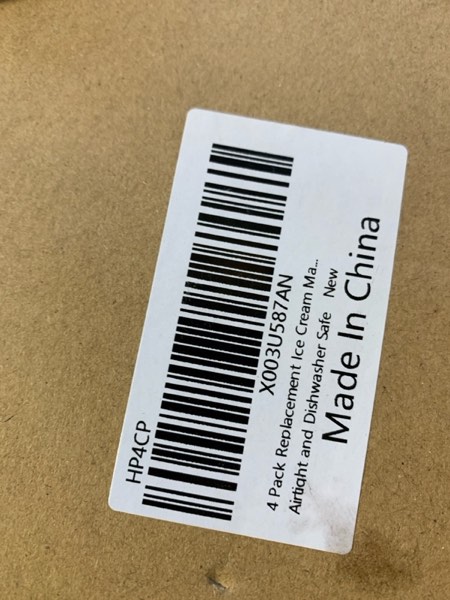 HP4CP
X003U587AN
4 Pack Replacement Ice Cream Ma...
Airtight and Dishwasher Safe New
Made In China